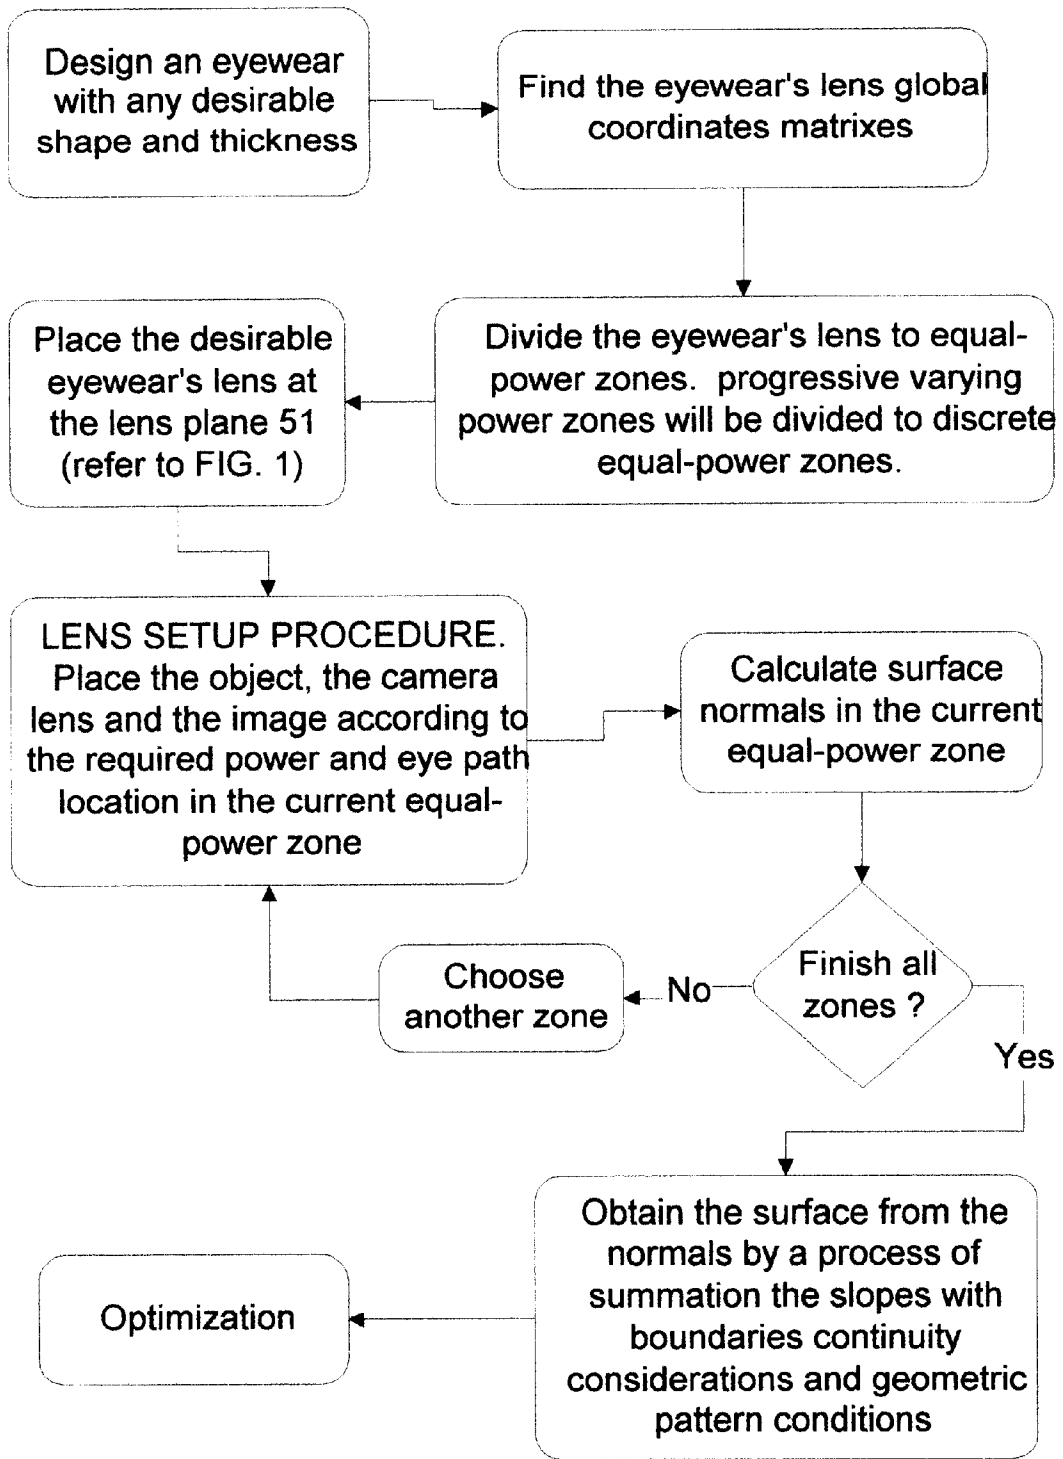 Design an eyewear
with any desirable
shape and thickness
Find the eyewear's lens global
coordinates matrixes
Place the desirable
eyewear's lens at
the lens plane 51
(refer to FIG. 1)
Divide the eyewear's lens to equal-
power zones. progressive varying
power zones will be divided to discrete
equal-power zones.
LENS SETUP PROCEDURE.
Place the object, the camera
lens and the image according to
the required power and eye path
location in the current equal-
power zone
Calculate surface
normals in the current
equal-power zone
Choose
another zone
No
Finish all
zones ?
Yes
Obtain the surface from the
normals by a process of
summation the slopes with
boundaries continuity
considerations and geometric
pattern conditions
Optimization